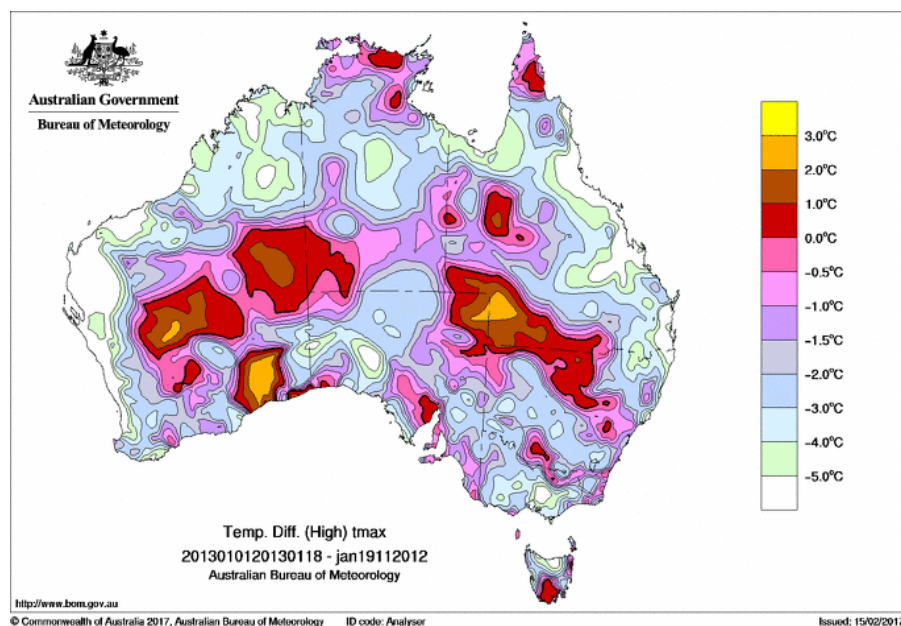 Australian Government
Bureau of Meteorology
3.0°C
2.0°C
1.0°C
0.0°C
-0.5°C
-1.0°C
-1.5°C
-2.0°C
-3.0°C
-4.0°C
-5.0°C
Temp. Diff. (High) tmax
2013010120130118 - jan19112012
Australian Bureau of Meteorology
http://www.bom.gov.au
© Commonwealth of Australia 2017, Australian Bureau of Meteorology ID code: Analyser Issued: 15/02/2017